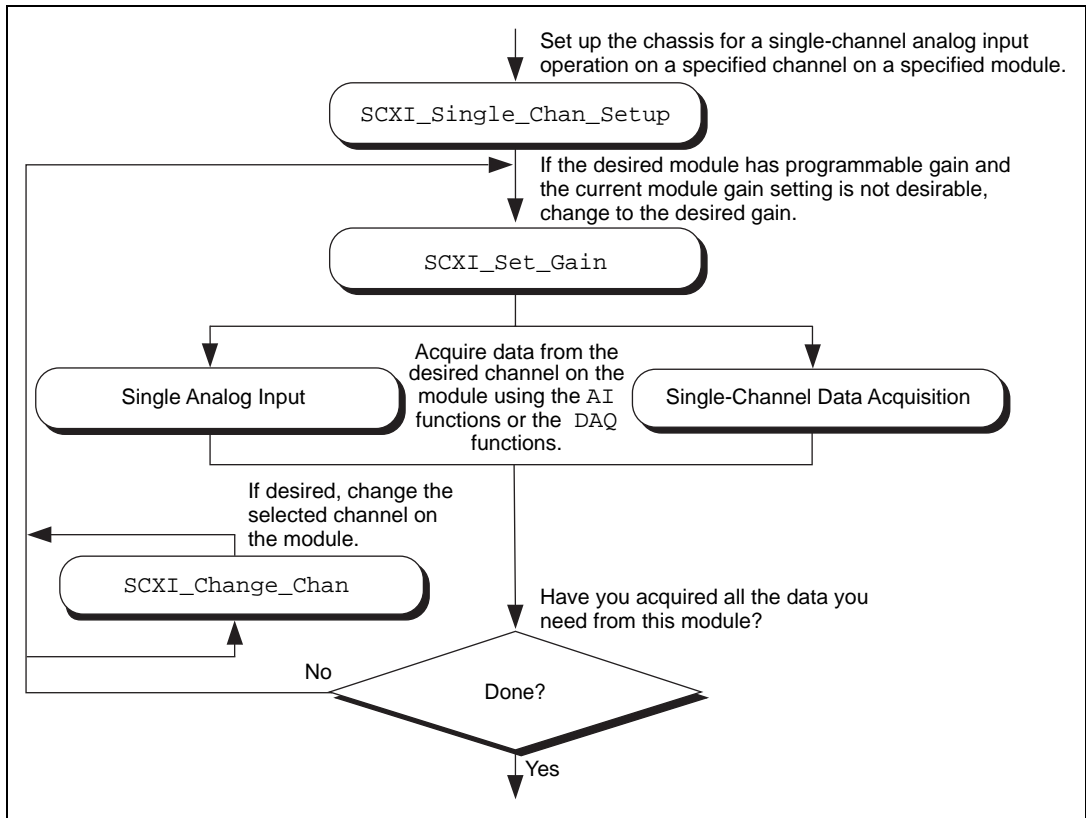 Set up the chassis for a single-channel analog input
operation on a specified channel on a specified module.
SCXI_Single_Chan_Setup
If the desired module has programmable gain and
the current module gain setting is not desirable,
change to the desired gain.
SCXI_Set_Gain
Single Analog Input
Acquire data from the
desired channel on the
module using the AI
functions or the DAQ
functions.
Single-Channel Data Acquisition
If desired, change the
selected channel on
the module.
SCXI_Change_Chan
Have you acquired all the data you
need from this module?
No
Done?
Yes